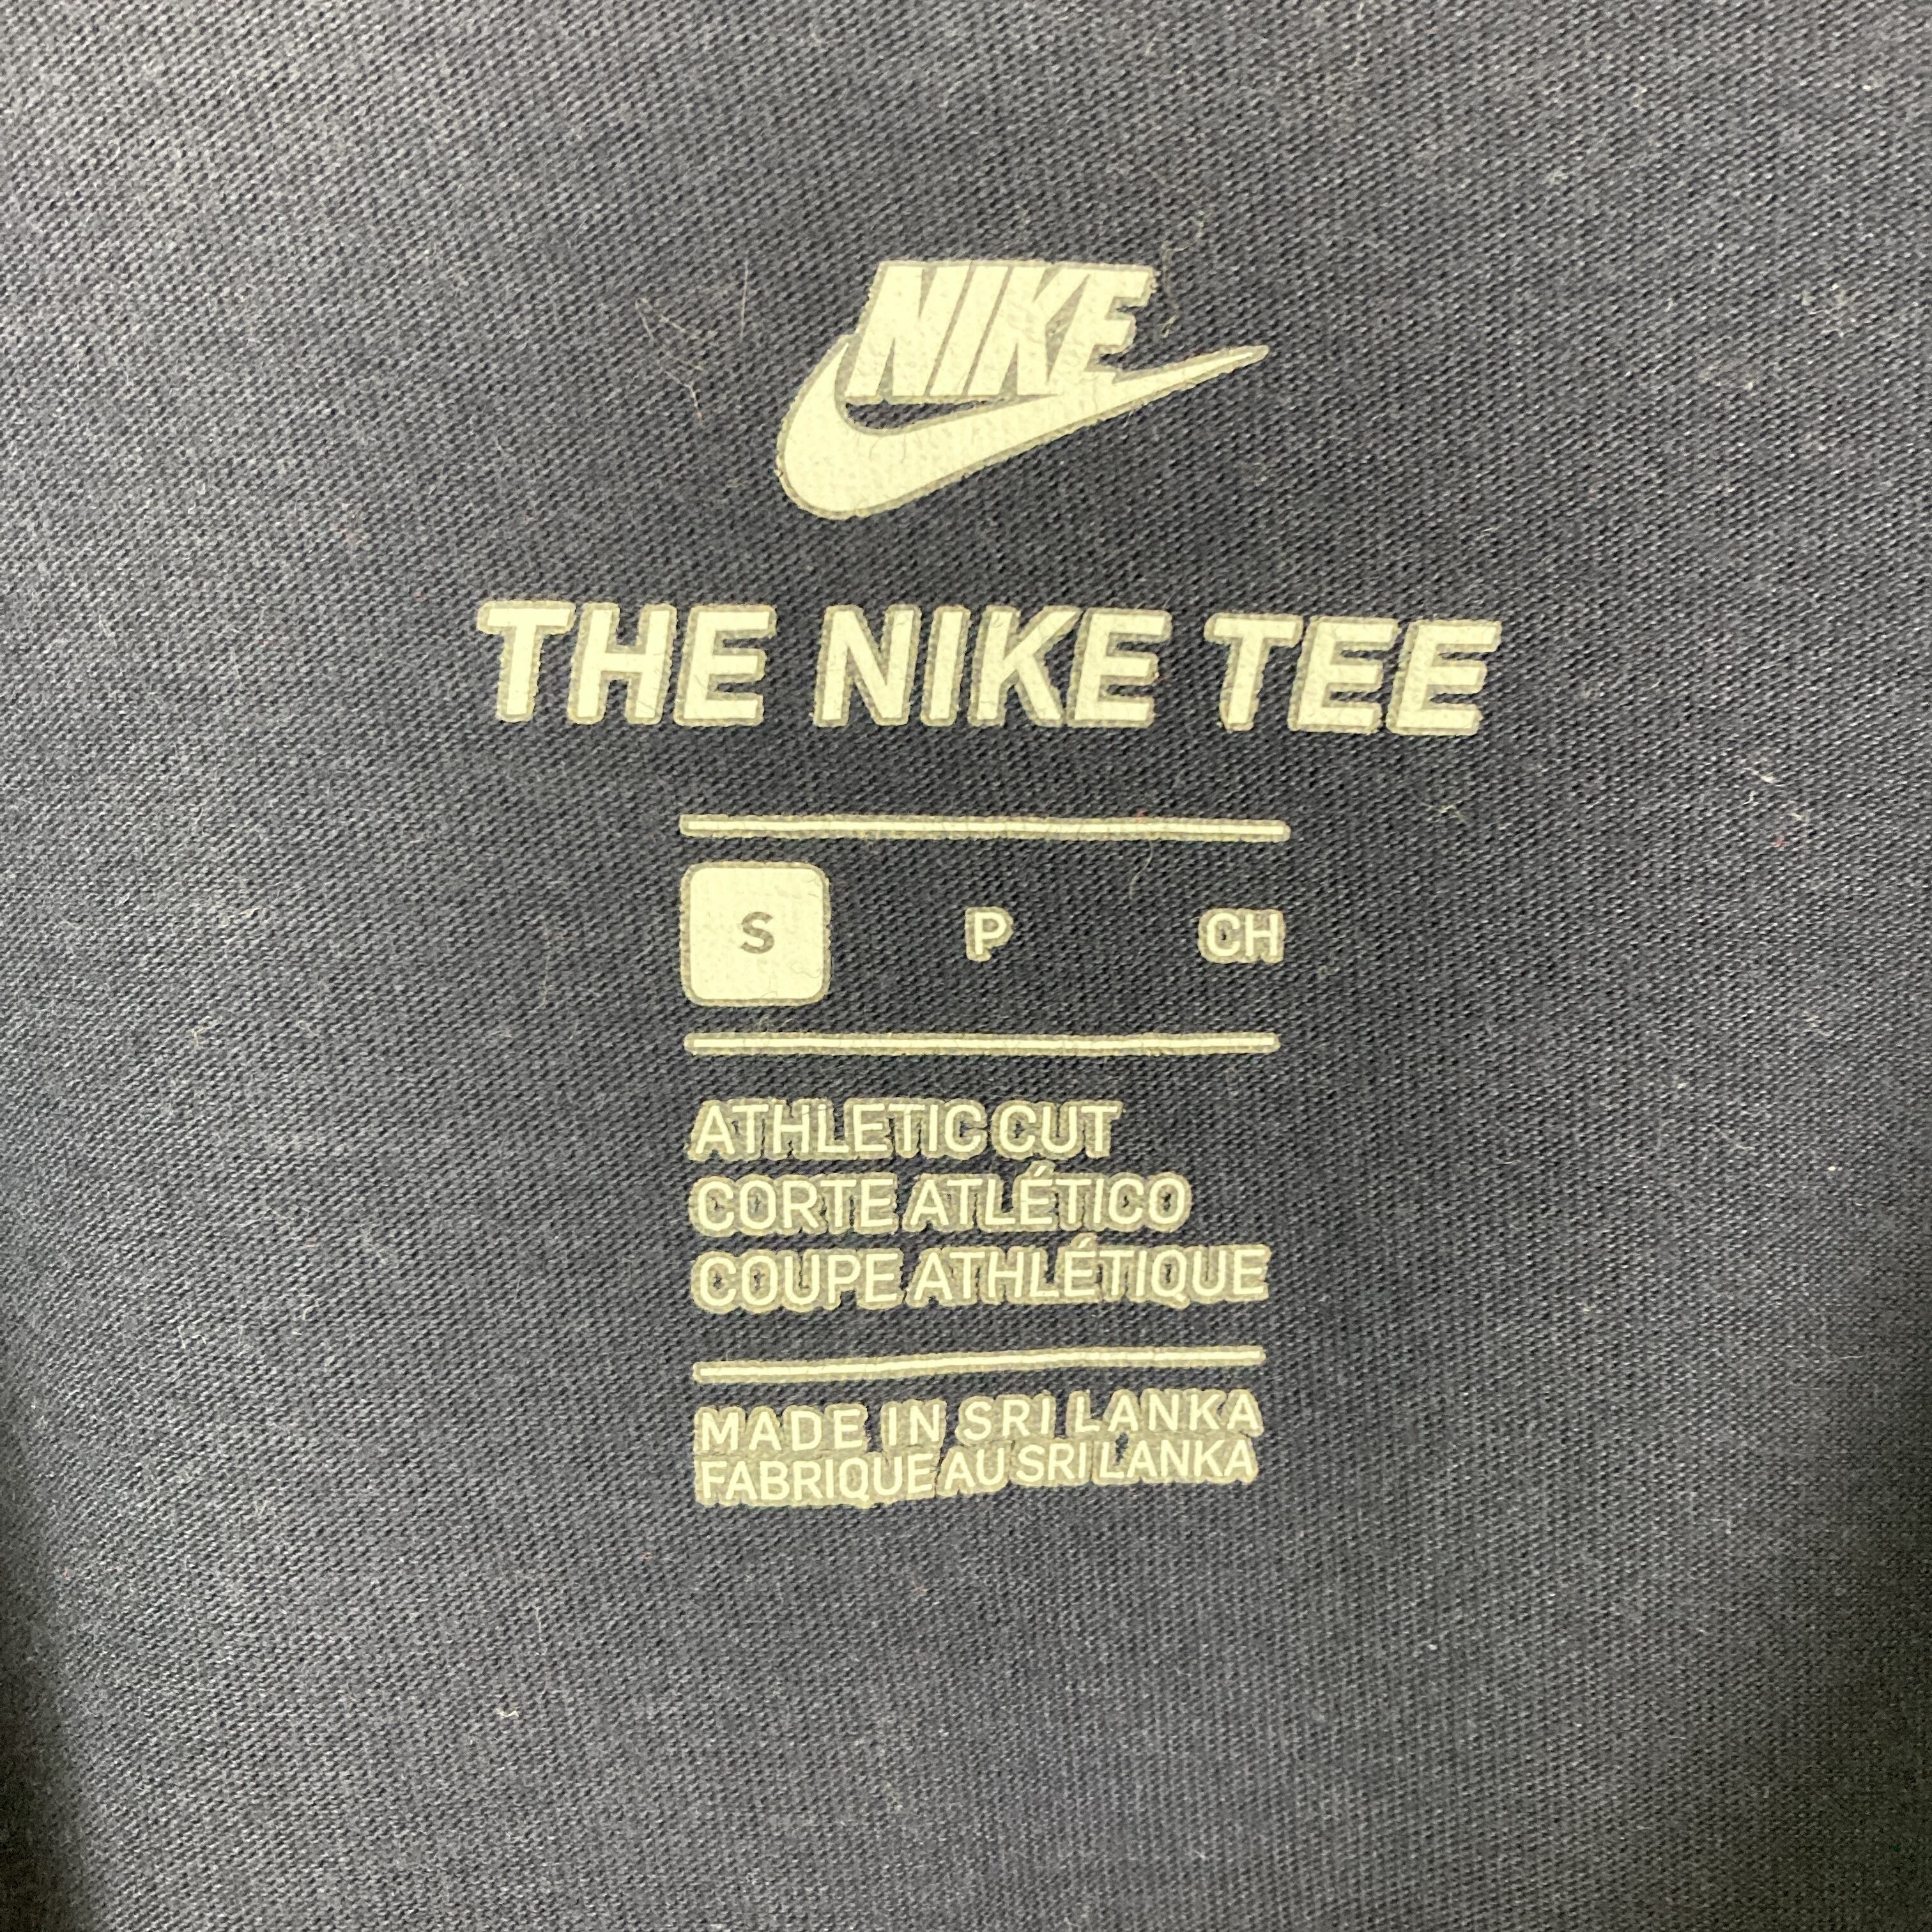 NIKE
THE NIKE TEE
S P CH
ATHLETIC CUT
CORTE ATLÉTICO
COUPE ATHLÉTIQUE
MADE IN SRI LANKA
FABRIQUE AU SRI LANKA